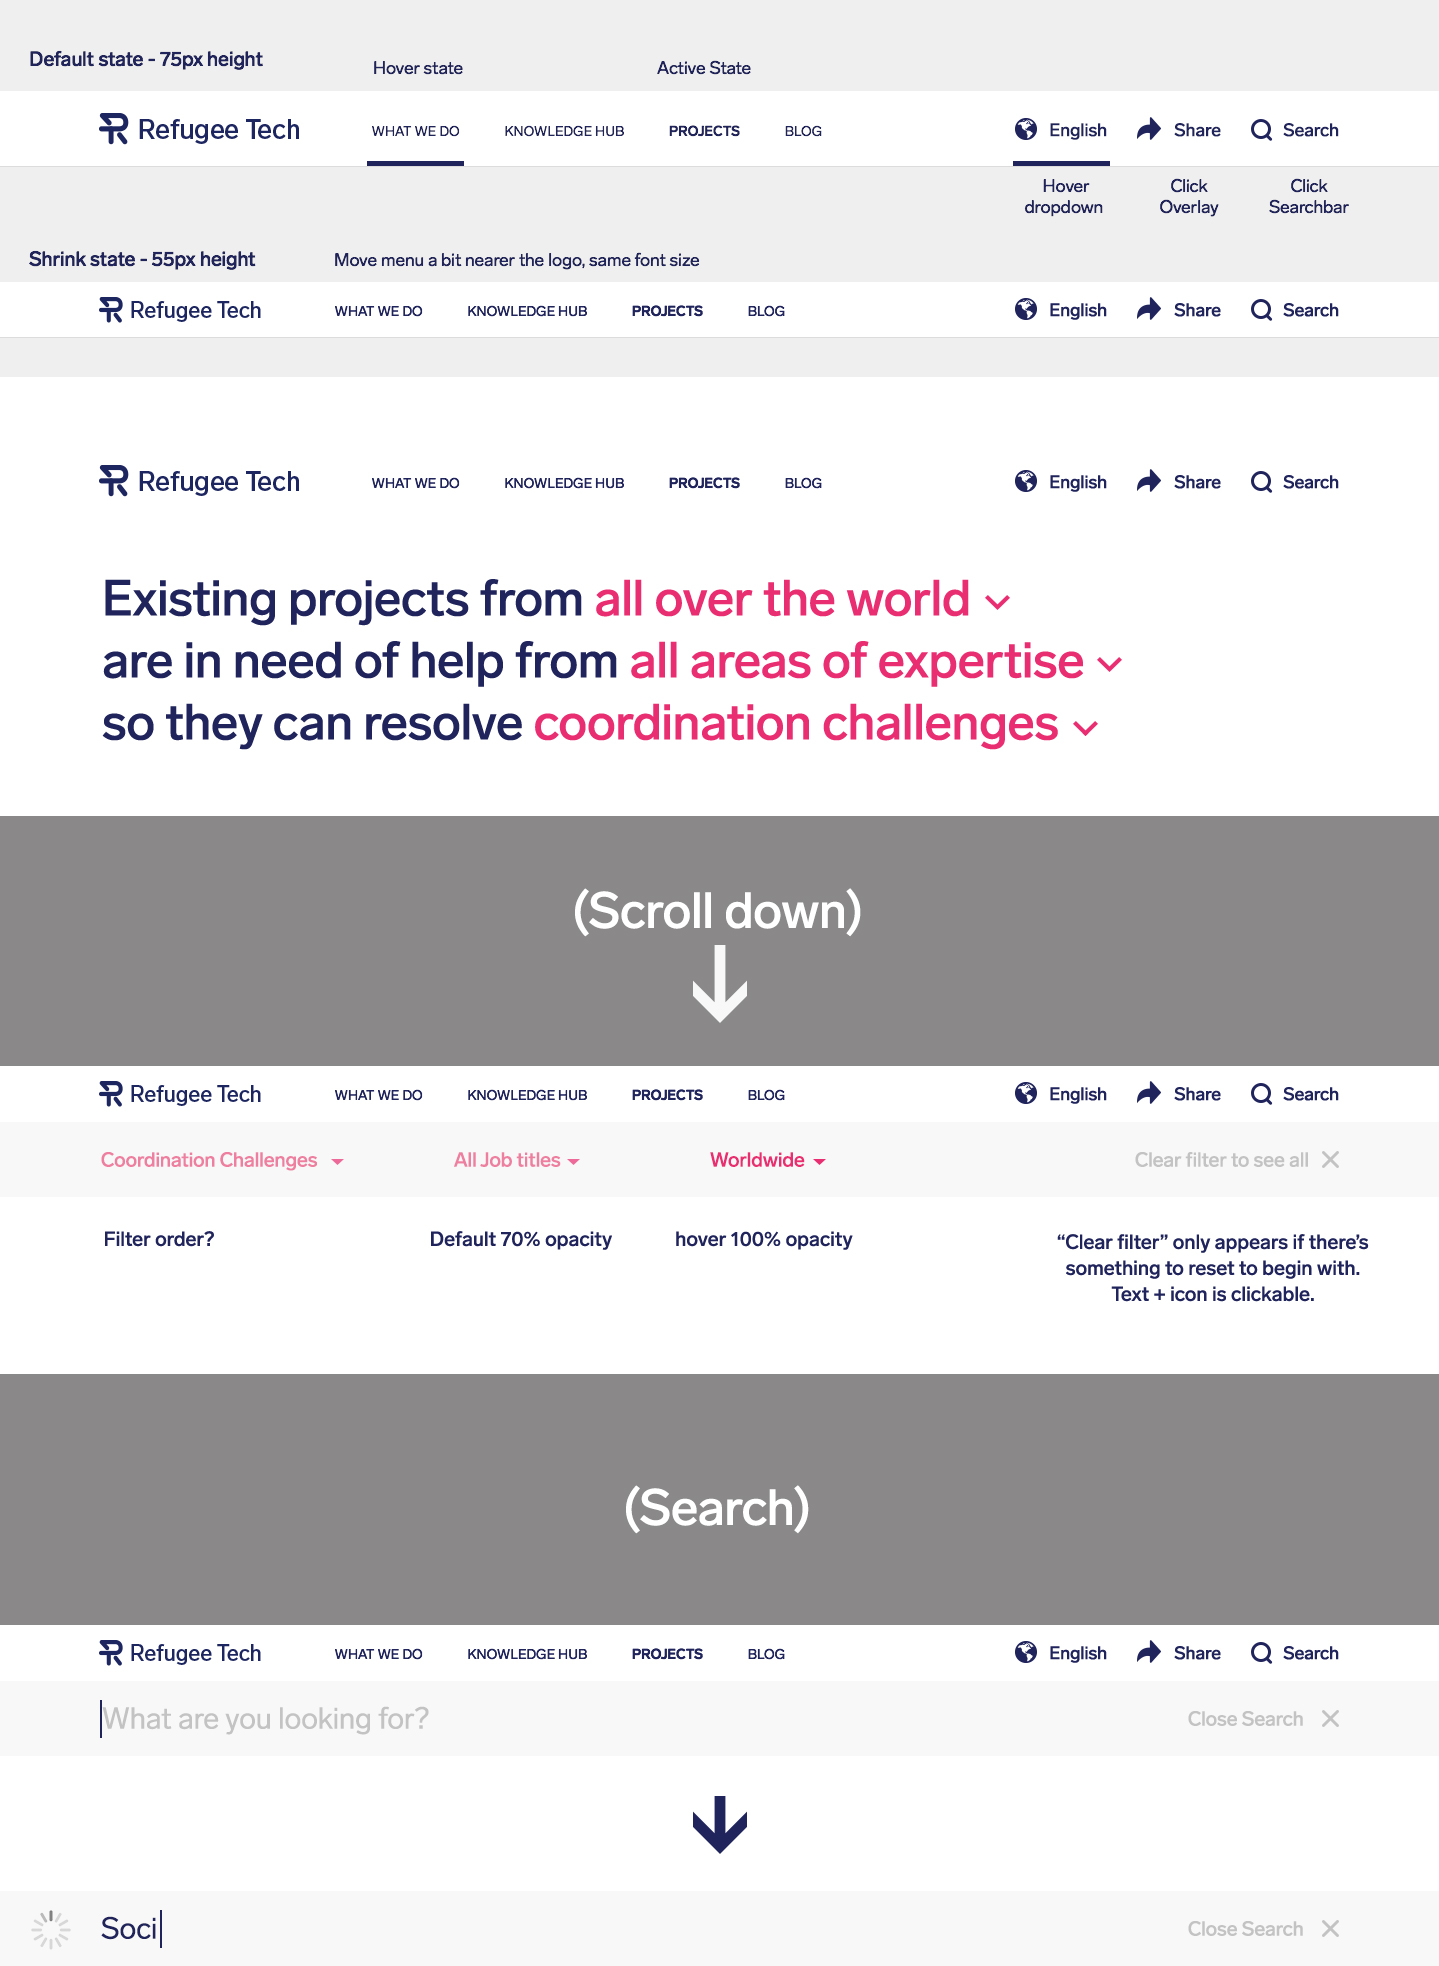 Default state - 75px height
Hover state
Active State
Refugee Tech
WHAT WE DO
KNOWLEDGE HUB
PROJECTS
BLOG
English
Share
Search
Hover
dropdown
Click
Overlay
Click
Searchbar
Shrink state - 55px height
Move menu a bit nearer the logo, same font size
Refugee Tech
WHAT WE DO
KNOWLEDGE HUB
PROJECTS
BLOG
English
Share
Search
Refugee Tech
WHAT WE DO
KNOWLEDGE HUB
PROJECTS
BLOG
English
Share
Search
Existing projects from all over the world
are in need of help from all areas of expertise
so they can resolve coordination challenges
(Scroll down)
Refugee Tech
WHAT WE DO
KNOWLEDGE HUB
PROJECTS
BLOG
English
Share
Search
Coordination Challenges
All Job titles
Worldwide
Clear filter to see all
Filter order?
Default 70% opacity
hover 100% opacity
“Clear filter” only appears if there’s
something to reset to begin with.
Text + icon is clickable.
(Search)
Refugee Tech
WHAT WE DO
KNOWLEDGE HUB
PROJECTS
BLOG
English
Share
Search
What are you looking for?
Close Search
Soci
Close Search